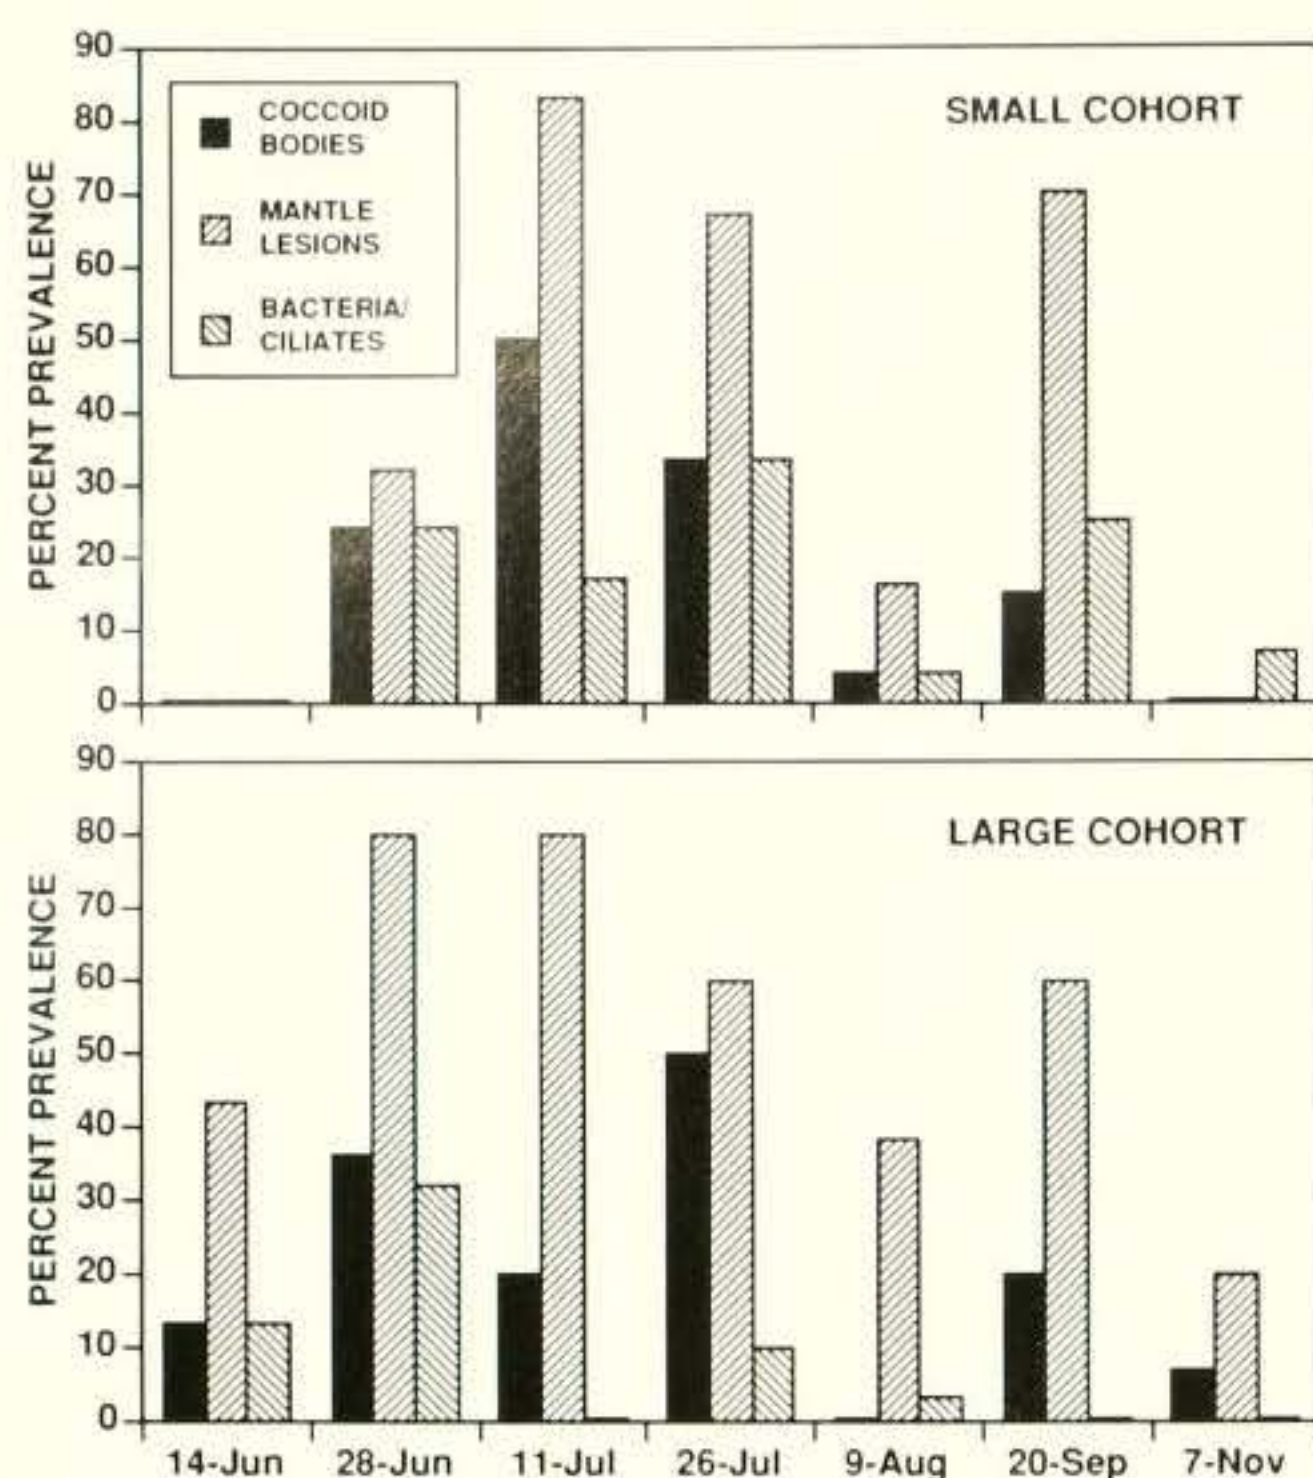 90
80
70
60
50
40
30
20
10
0
PERCENT PREVALENCE
COCCOID
BODIES
MANTLE
LESIONS
BACTERIA/
CILIATES
SMALL COHORT
90
80
70
60
50
40
30
20
10
0
PERCENT PREVALENCE
LARGE COHORT
14-Jun 28-Jun 11-Jul 26-Jul 9-Aug 20-Sep 7-Nov